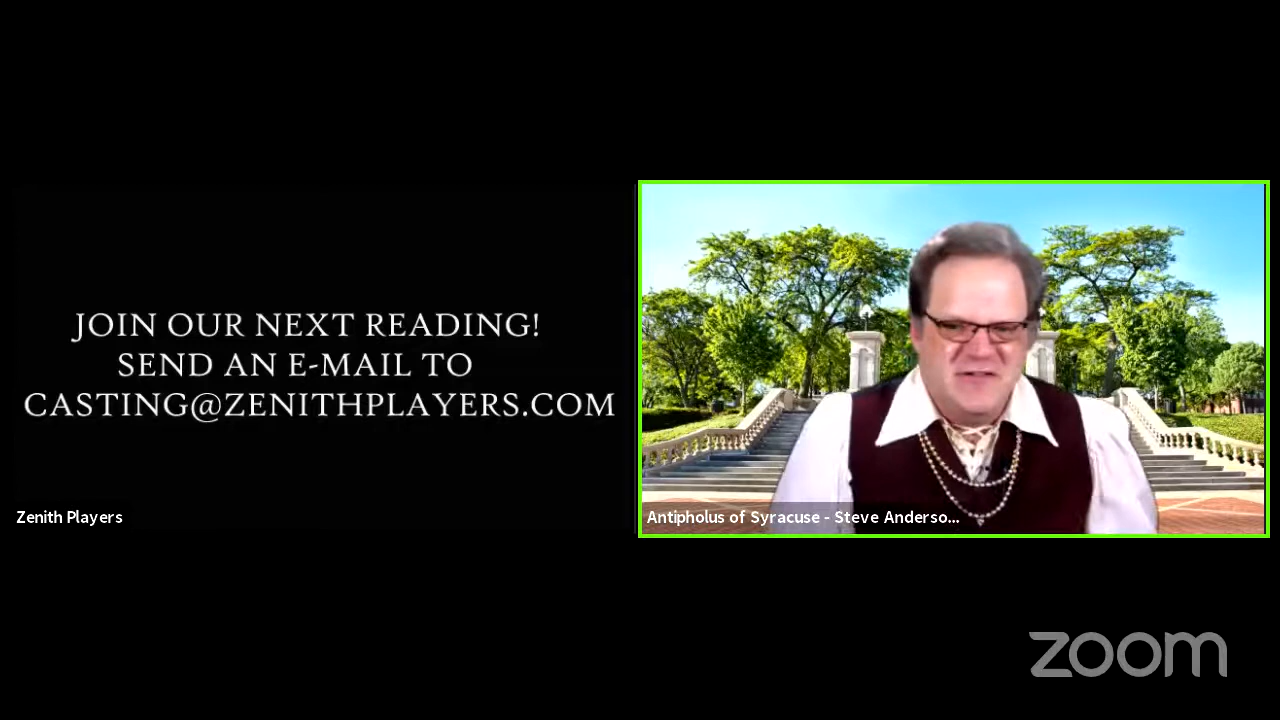 JOIN OUR NEXT READING!
SEND AN E-MAIL TO
CASTING@ZENITHPLAYERS.COM
Zenith Players
Antipholus of Syracuse - Steve Anderso...
zoom